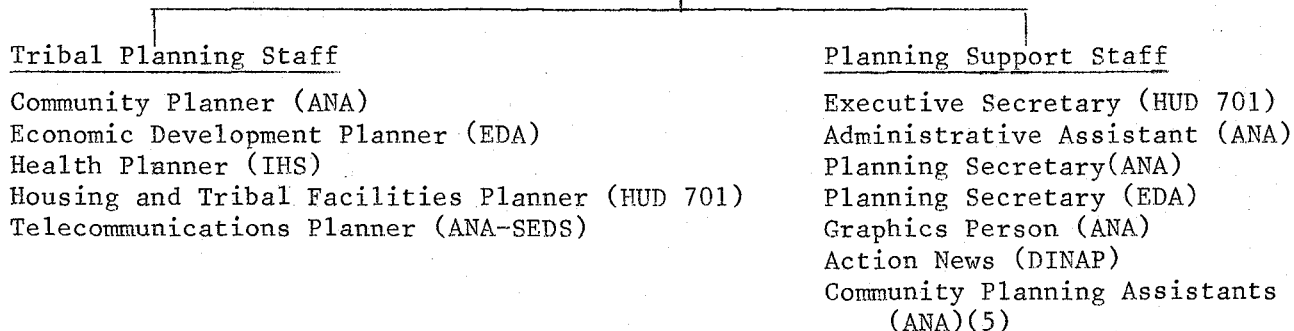 Tribal Planning Staff
Community Planner (ANA)
Economic Development Planner (EDA)
Health Planner (IHS)
Housing and Tribal Facilities Planner (HUD 701)
Telecommunications Planner (ANA-SEDS)
Planning Support Staff
Executive Secretary (HUD 701)
Administrative Assistant (ANA)
Planning Secretary(ANA)
Planning Secretary (EDA)
Graphics Person (ANA)
Action News (DINAP)
Community Planning Assistants
(ANA)(5)